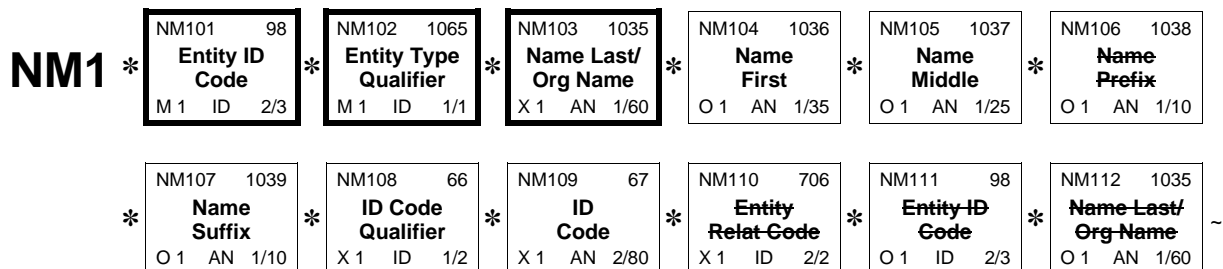 NM101 98 NM102 1065 NM103 1035 NM104 1036 NM105 1037 NM106 1038
NM1 * Entity ID * Entity Type * Name Last/ * Name * Name * Name
Code Qualifier Org Name First Middle Prefix
M 1 ID 2/3 M 1 ID 1/1 X 1 AN 1/60 O 1 AN 1/35 O 1 AN 1/25 O 1 AN 1/10
NM107 1039 NM108 66 NM109 67 NM110 706 NM111 98 NM112 1035
* Name * ID Code * ID * Entity * Entity ID * Name Last/ ~
Suffix Qualifier Code Relat Code Code Org Name
O 1 AN 1/10 X 1 ID 1/2 X 1 AN 2/80 X 1 ID 2/2 O 1 ID 2/3 O 1 AN 1/60